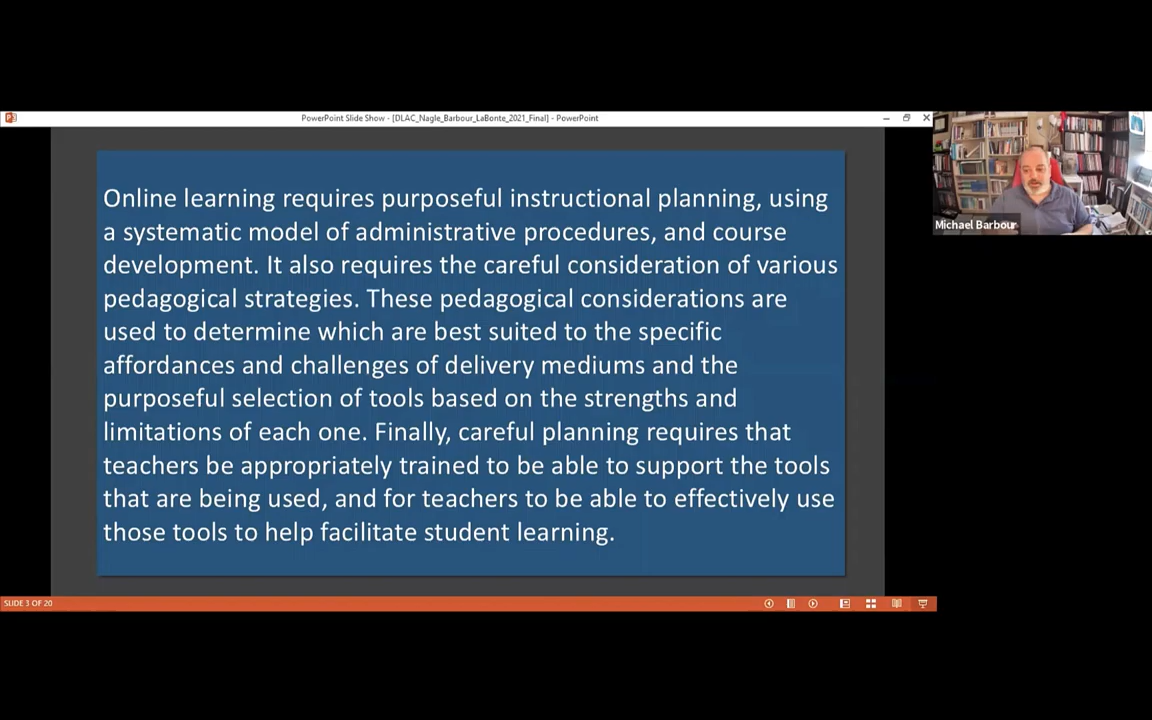 PowerPoint Slide Show - [DLAC_Nagle_Barbour_LaBonte_2021_Final] - PowerPoint
Online learning requires purposeful instructional planning, using
a systematic model of administrative procedures, and course
development. It also requires the careful consideration of various
pedagogical strategies. These pedagogical considerations are
used to determine which are best suited to the specific
affordances and challenges of delivery mediums and the
purposeful selection of tools based on the strengths and
limitations of each one. Finally, careful planning requires that
teachers be appropriately trained to be able to support the tools
that are being used, and for teachers to be able to effectively use
those tools to help facilitate student learning.
Michael Barbour
SLIDE 3 OF 20